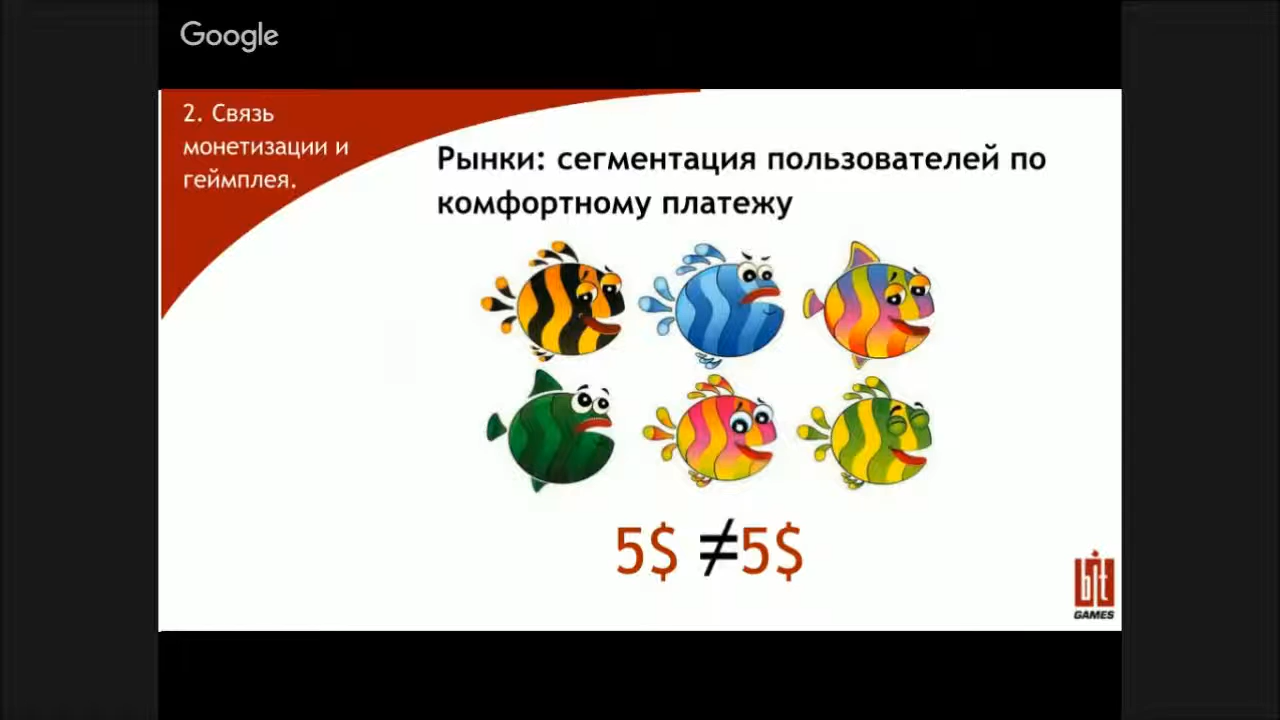 Google
2. Связь
монетизации и
геймплея.
Рынки: сегментация пользователей по
комфортному платежу
5$ ≠5$
bit
GAMES